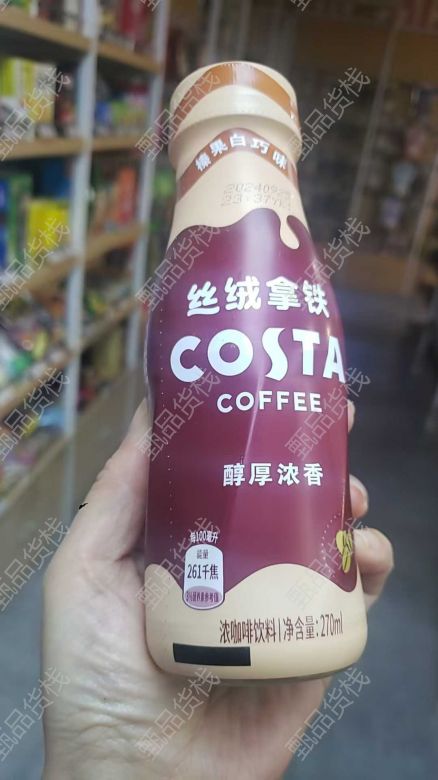 榛果白巧味
丝绒拿铁
COSTA
COFFEE
醇厚浓香
每100毫升
能量
261千焦
浓咖啡饮料|净含量:270ml
甄品货栈